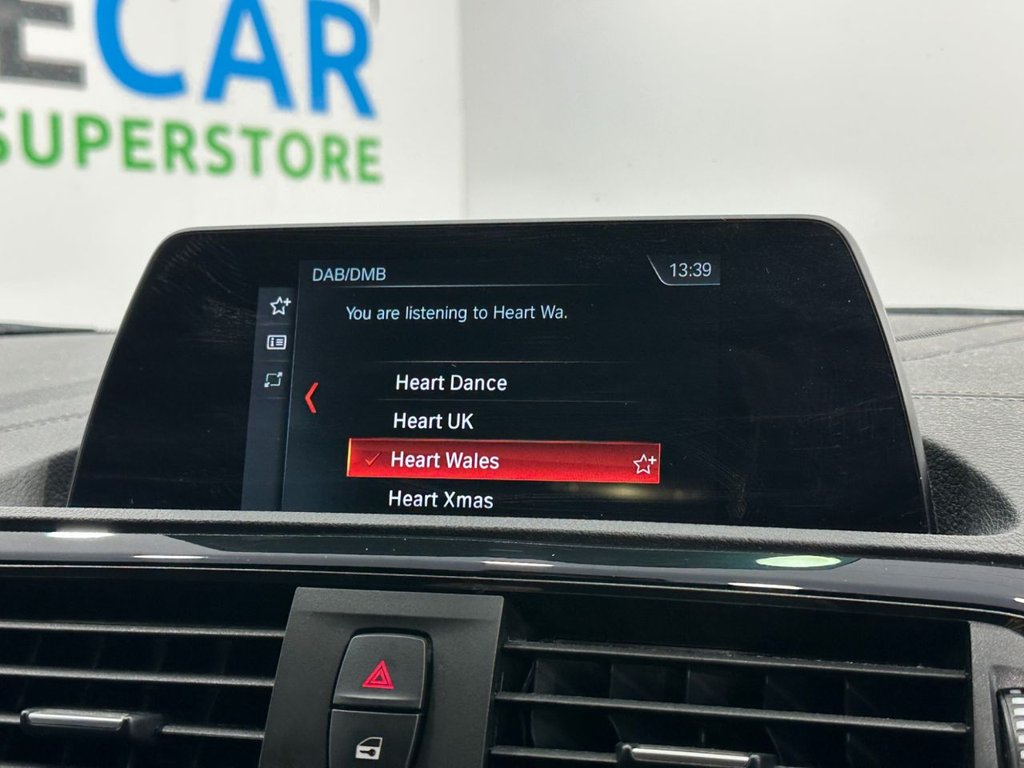 ECAR
SUPERSTORE
DAB/DMB
13:39
You are listening to Heart Wa.
Heart Dance
Heart UK
Heart Wales
Heart Xmas